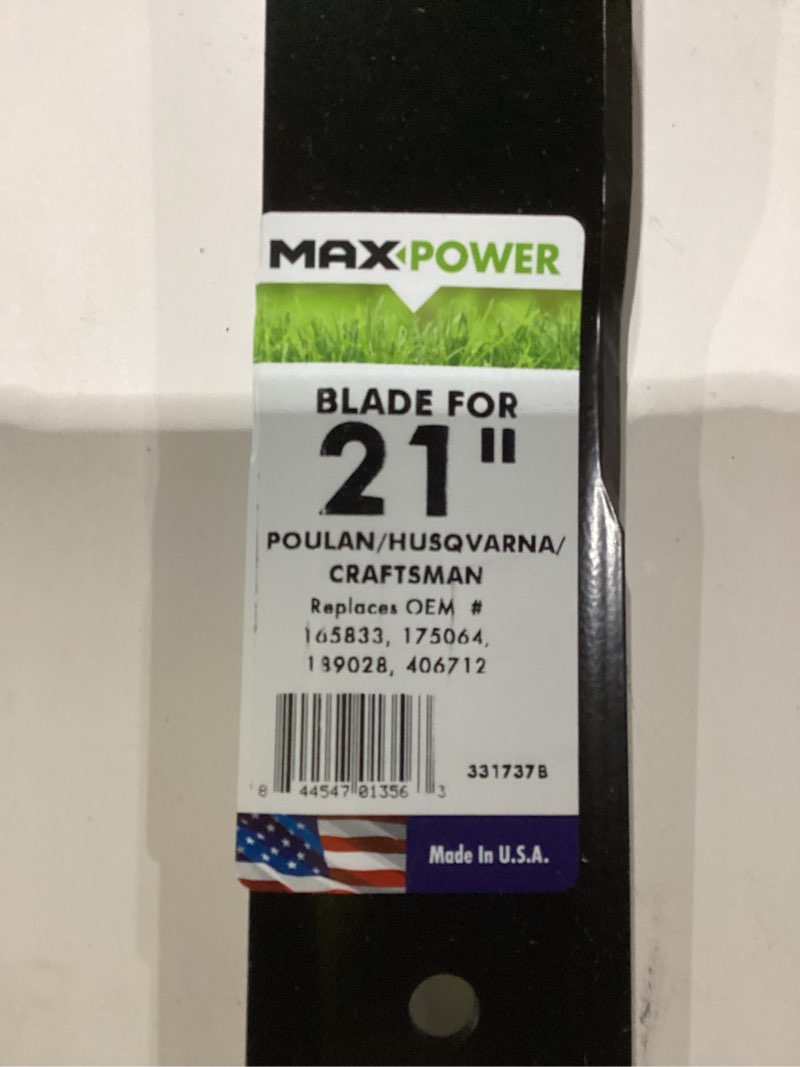 MAX POWER
BLADE FOR
21"
POULAN/HUSQVARNA/
CRAFTSMAN
Replaces OEM #
165833, 175064,
189028, 406712
331737B
8 44547 01356 3
Made In U.S.A.